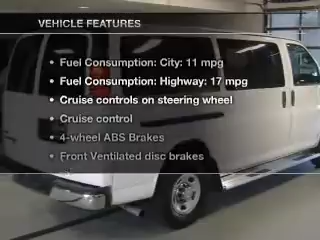 VEHICLE FEATURES
• Fuel Consumption: City: 11 mpg
• Fuel Consumption: Highway: 17 mpg
• Cruise controls on steering wheel
• Cruise control
• 4-wheel ABS Brakes
• Front Ventilated disc brakes